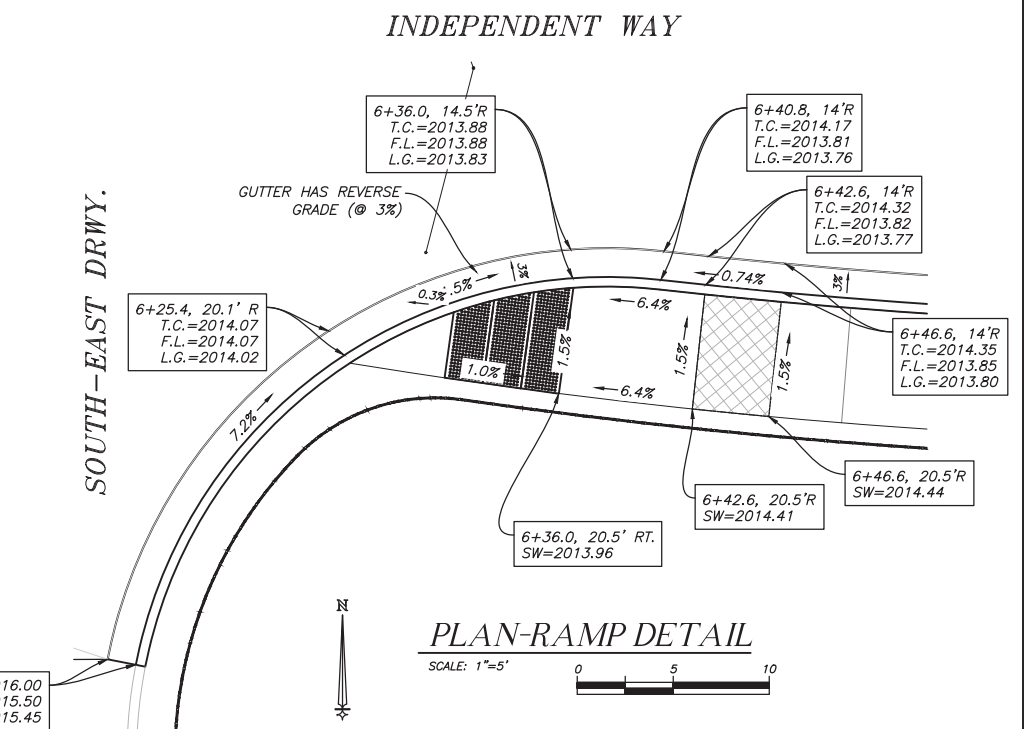 INDEPENDENT WAY
6+36.0, 14.5'R
T.C.=2013.88
F.L.=2013.88
L.G.=2013.83
6+40.8, 14'R
T.C.=2014.17
F.L.=2013.81
L.G.=2013.76
GUTTER HAS REVERSE
GRADE (@ 3%)
6+42.6, 14'R
T.C.=2014.32
F.L.=2013.82
L.G.=2013.77
SOUTH-EAST DRWY.
3%
0.3%
.5%
0.74%
3%
6.4%
6+25.4, 20.1' R
T.C.=2014.07
F.L.=2014.07
L.G.=2014.02
6+46.6, 14'R
T.C.=2014.35
F.L.=2013.85
L.G.=2013.80
1.5%
1.5%
1.5%
1.0%
6.4%
7.2%
6+46.6, 20.5'R
SW=2014.44
6+42.6, 20.5'R
SW=2014.41
6+36.0, 20.5' RT.
SW=2013.96
N
PLAN-RAMP DETAIL
SCALE: 1"=5'
0 5 10
16.00
15.50
15.45